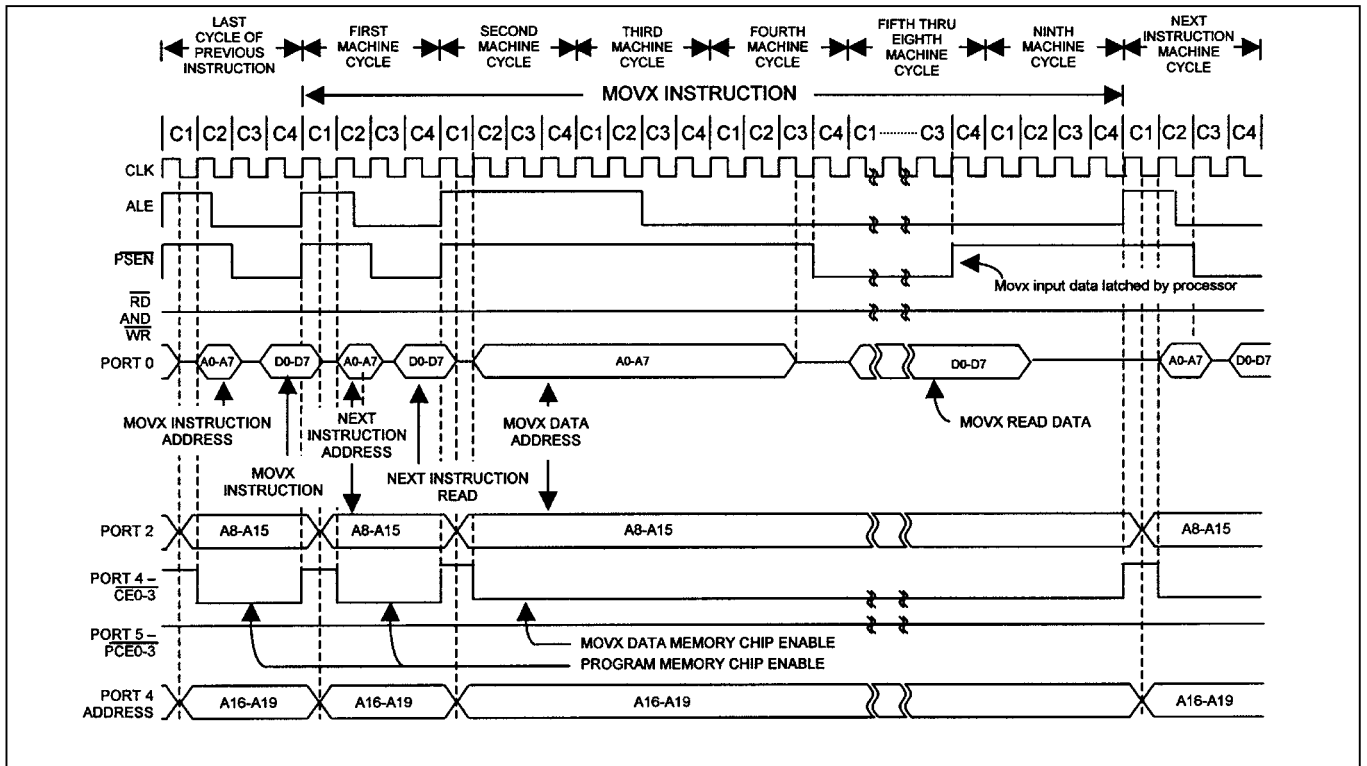 LAST CYCLE OF PREVIOUS INSTRUCTION
FIRST MACHINE CYCLE
SECOND MACHINE CYCLE
THIRD MACHINE CYCLE
FOURTH MACHINE CYCLE
FIFTH THRU EIGHTH MACHINE CYCLE
NINTH MACHINE CYCLE
NEXT INSTRUCTION MACHINE CYCLE
MOVX INSTRUCTION
C1 C2 C3 C4 C1 C2 C3 C4 C1 C2 C3 C4 C1 C2 C3 C4 C1 C2 C3 C4 C1 ........ C3 C4 C1 C2 C3 C4 C1 C2 C3 C4
CLK
ALE
PSEN
Movx input data latched by processor
RD
AND
WR
PORT 0 A0-A7 D0-D7 A0-A7 D0-D7 A0-A7 D0-D7 A0-A7 D0-D7
MOVX INSTRUCTION ADDRESS
NEXT INSTRUCTION ADDRESS
MOVX DATA ADDRESS
MOVX READ DATA
MOVX INSTRUCTION
NEXT INSTRUCTION READ
PORT 2 A8-A15 A8-A15 A8-A15 A8-A15
PORT 4 –
CE0-3
PORT 5 –
PCE0-3
MOVX DATA MEMORY CHIP ENABLE
PROGRAM MEMORY CHIP ENABLE
PORT 4 ADDRESS A16-A19 A16-A19 A16-A19 A16-A19